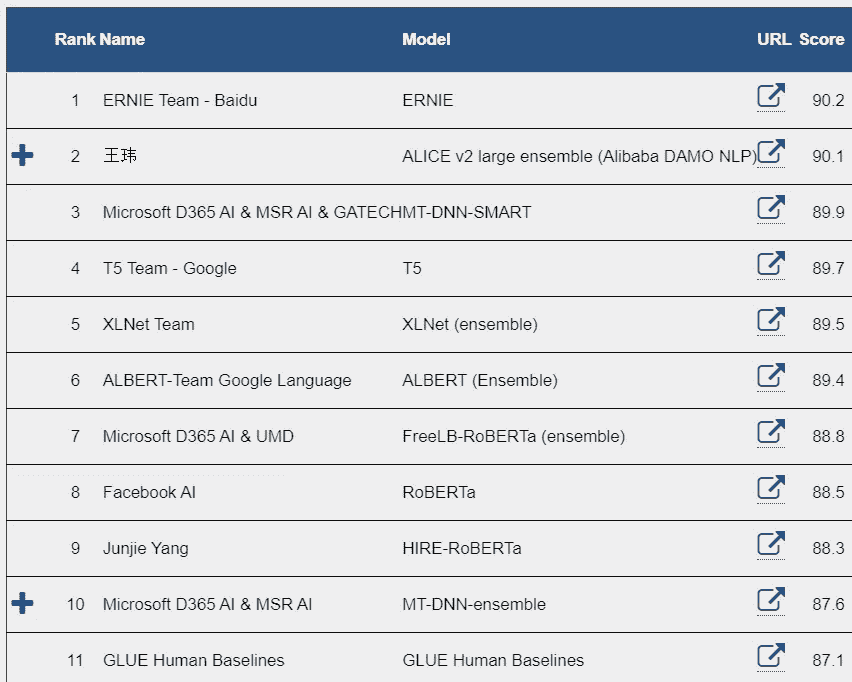 Rank Name Model URL Score
1 ERNIE Team - Baidu ERNIE 90.2
2 王玮 ALICE v2 large ensemble (Alibaba DAMO NLP) 90.1
3 Microsoft D365 AI & MSR AI & GATECH MT-DNN-SMART 89.9
4 T5 Team - Google T5 89.7
5 XLNet Team XLNet (ensemble) 89.5
6 ALBERT-Team Google Language ALBERT (Ensemble) 89.4
7 Microsoft D365 AI & UMD FreeLB-RoBERTa (ensemble) 88.8
8 Facebook AI RoBERTa 88.5
9 Junjie Yang HIRE-RoBERTa 88.3
10 Microsoft D365 AI & MSR AI MT-DNN-ensemble 87.6
11 GLUE Human Baselines GLUE Human Baselines 87.1